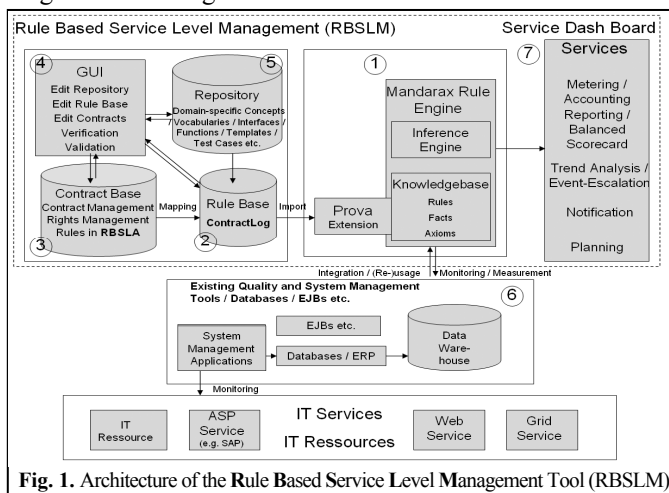 Rule Based Service Level Management (RBSLM)
Service Dash Board
4
GUI
Edit Repository
Edit Rule Base
Edit Contracts
Verification
Validation
5
Repository
Domain-specific Concepts
/ Vocabularies / Interfaces /
Functions / Templates /
Test Cases etc.
Contract Base
Contract Management
Rights Management
Rules in RBSLA
3
Mapping
Rule Base
ContractLog
2
Import
1
Mandarax Rule
Engine
Inference
Engine
Knowledgebase
Rules
Facts
Axioms
Prova
Extension
7
Services
Metering /
Accounting
Reporting /
Balanced
Scorecard
Trend Analysis /
Event-Escalation
Notification
Planning
Integration / (Re-)usage
Monitoring / Measurement
Existing Quality and System Management
Tools / Databases / EJBs etc.
6
System
Management
Applications
EJBs etc.
Databases / ERP
Data
Ware-
house
Monitoring
IT
Ressource
ASP
Service
(e.g. SAP)
IT Services
IT Ressources
Web
Service
Grid
Service
Fig. 1. Architecture of the Rule Based Service Level Management Tool (RBSLM)